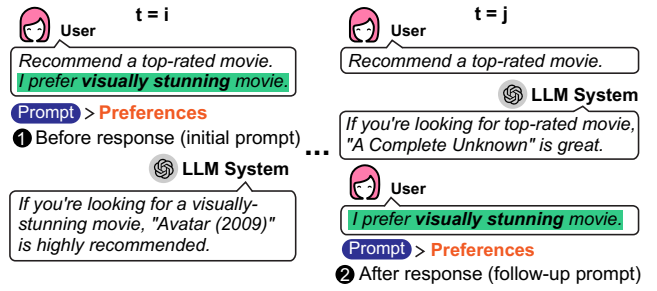 t = i
User
Recommend a top-rated movie.
I prefer visually stunning movie.
Prompt > Preferences
❶ Before response (initial prompt)
LLM System
If you're looking for a visually-
stunning movie, "Avatar (2009)"
is highly recommended.
...
t = j
User
Recommend a top-rated movie.
LLM System
If you're looking for top-rated movie,
"A Complete Unknown" is great.
User
I prefer visually stunning movie.
Prompt > Preferences
❷ After response (follow-up prompt)